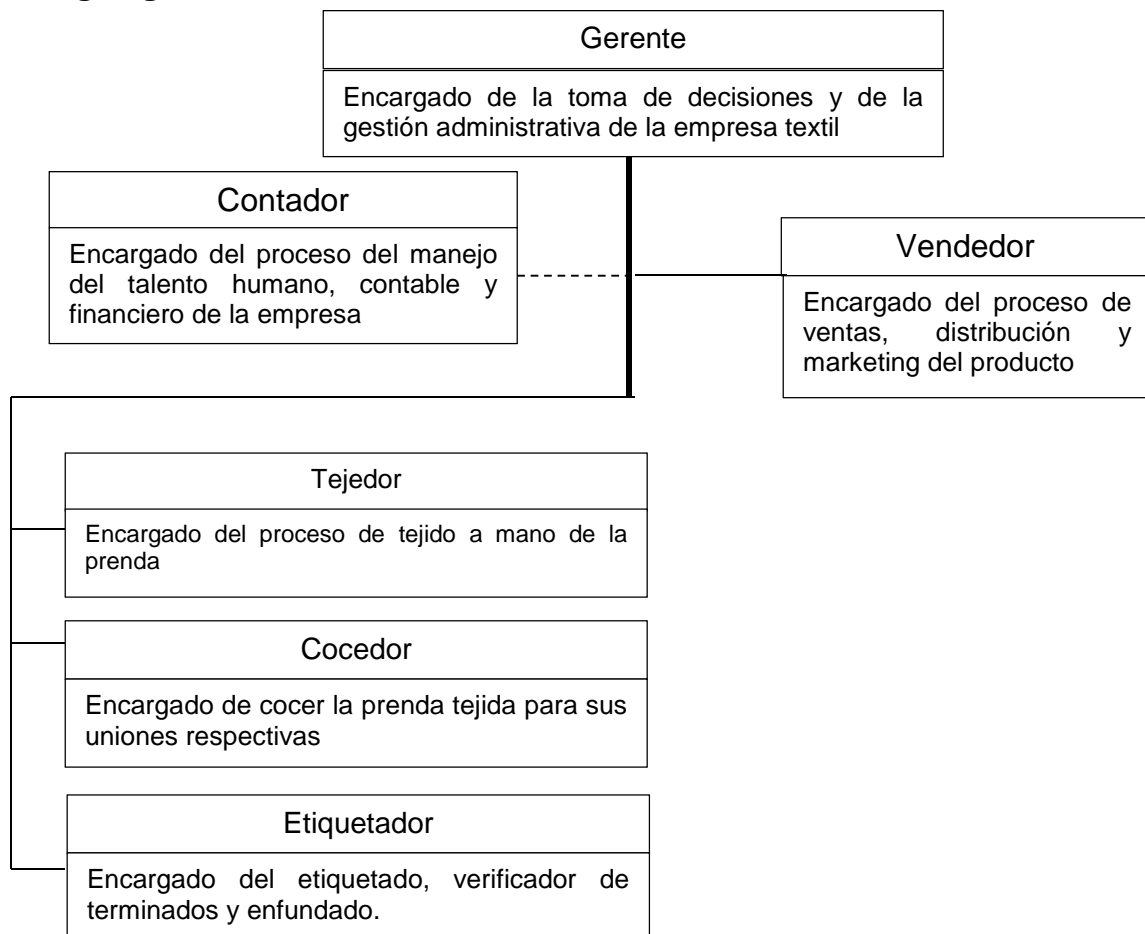 Gerente
Encargado de la toma de decisiones y de la
gestión administrativa de la empresa textil
Contador
Encargado del proceso del manejo
del talento humano, contable y
financiero de la empresa
Vendedor
Encargado del proceso de
ventas, distribución y
marketing del producto
Tejedor
Encargado del proceso de tejido a mano de la
prenda
Cocedor
Encargado de cocer la prenda tejida para sus
uniones respectivas
Etiquetador
Encargado del etiquetado, verificador de
terminados y enfundado.